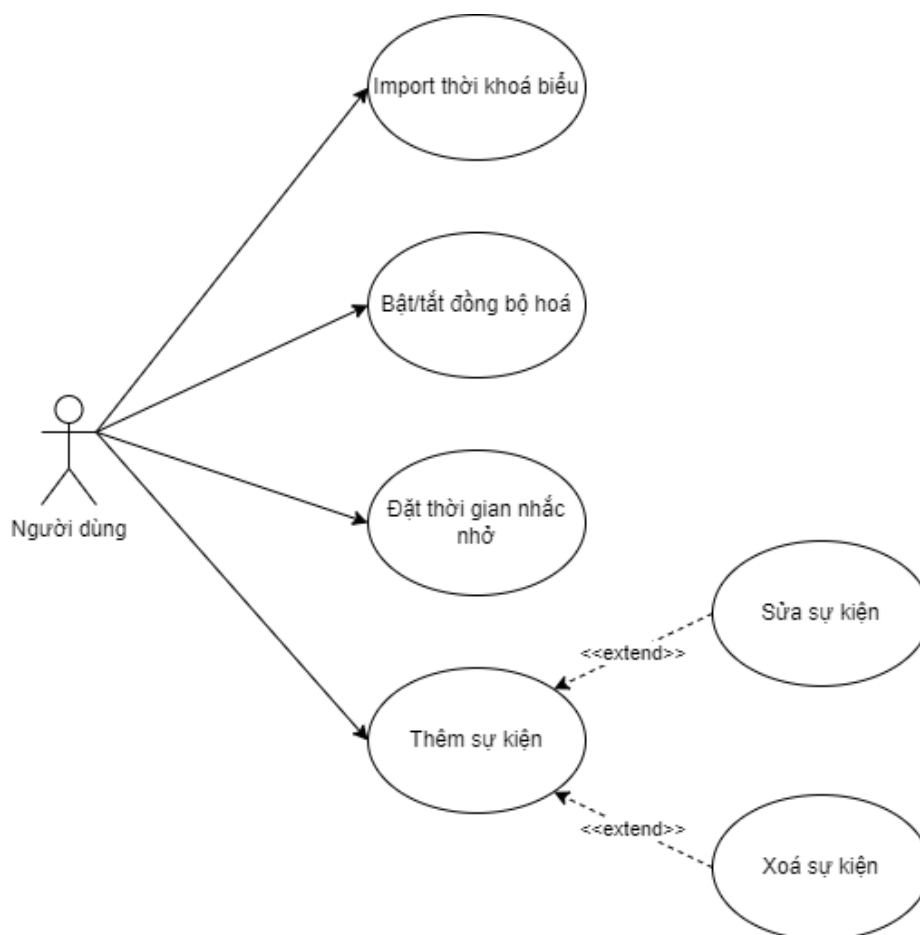 Import thời khoá biểu
Bật/tắt đồng bộ hoá
Người dùng
Đặt thời gian nhắc
nhở
Sửa sự kiện
<<extend>>
Thêm sự kiện
<<extend>>
Xoá sự kiện